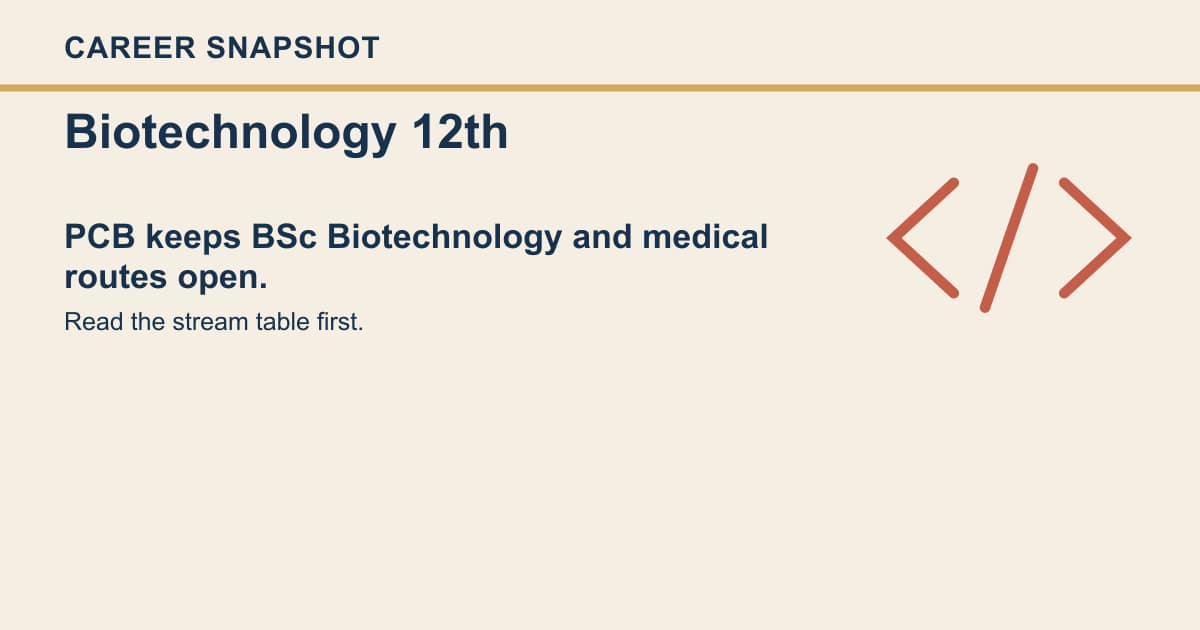 CAREER SNAPSHOT
Biotechnology 12th
PCB keeps BSc Biotechnology and medical
routes open.
Read the stream table first.